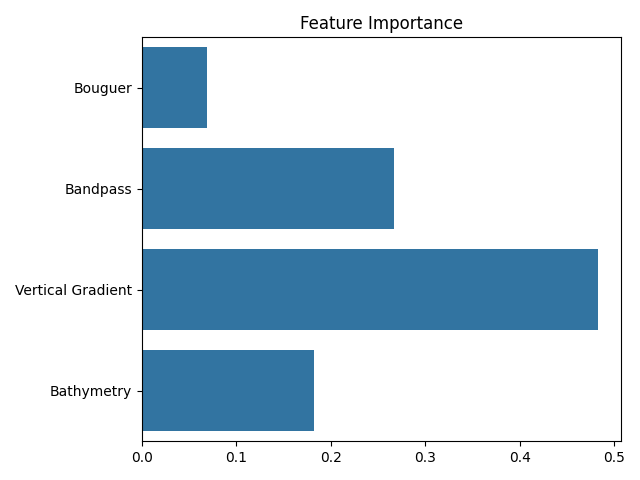 Feature Importance
Bouguer
Bandpass
Vertical Gradient
Bathymetry
0.0 0.1 0.2 0.3 0.4 0.5